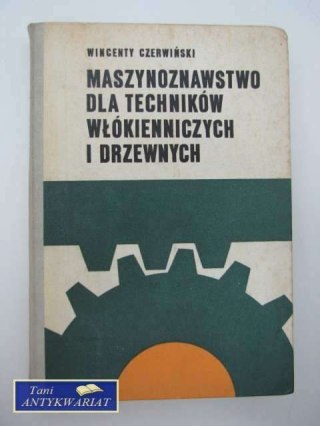 WINCENTY CZERWIŃSKI
MASZYNOZNAWSTWO
DLA TECHNIKÓW
WŁÓKIENNICZYCH
I DRZEWNYCH
Tani
ANTYKWARIAT